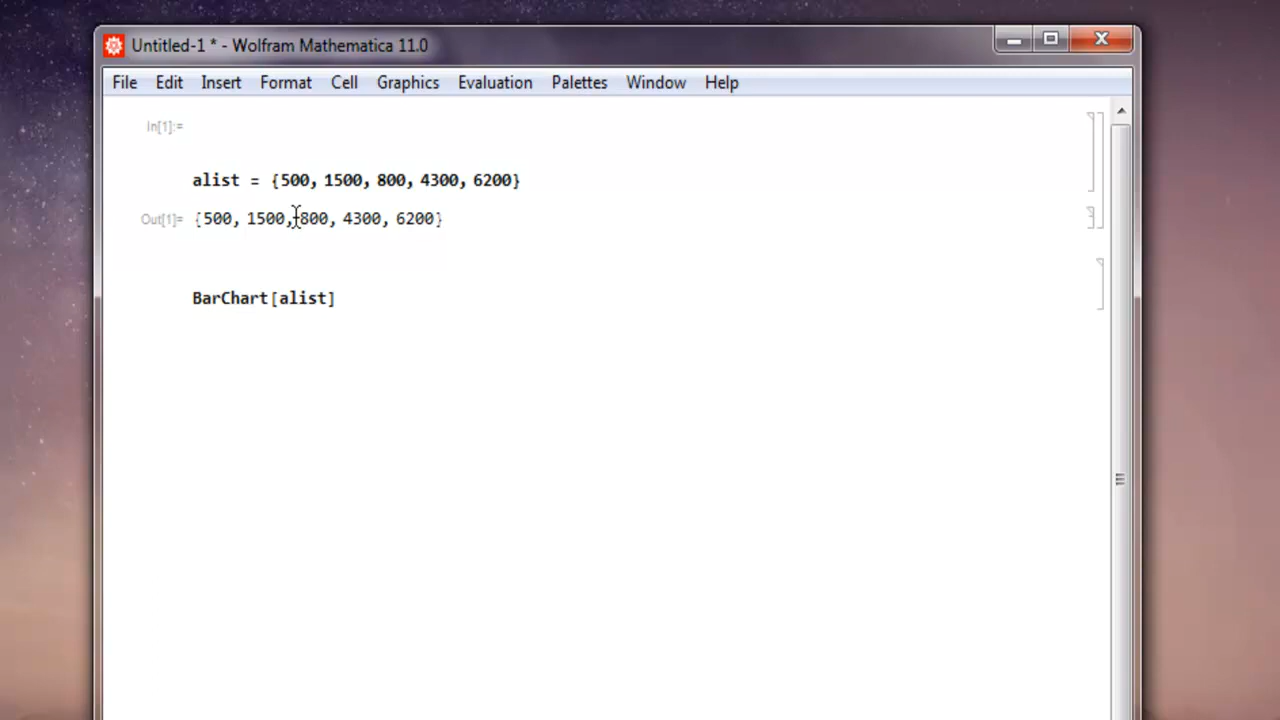 Untitled-1 * - Wolfram Mathematica 11.0
File Edit Insert Format Cell Graphics Evaluation Palettes Window Help
In[1]:=
alist = {500, 1500, 800, 4300, 6200}
Out[1]= {500, 1500, 800, 4300, 6200}
BarChart[alist]